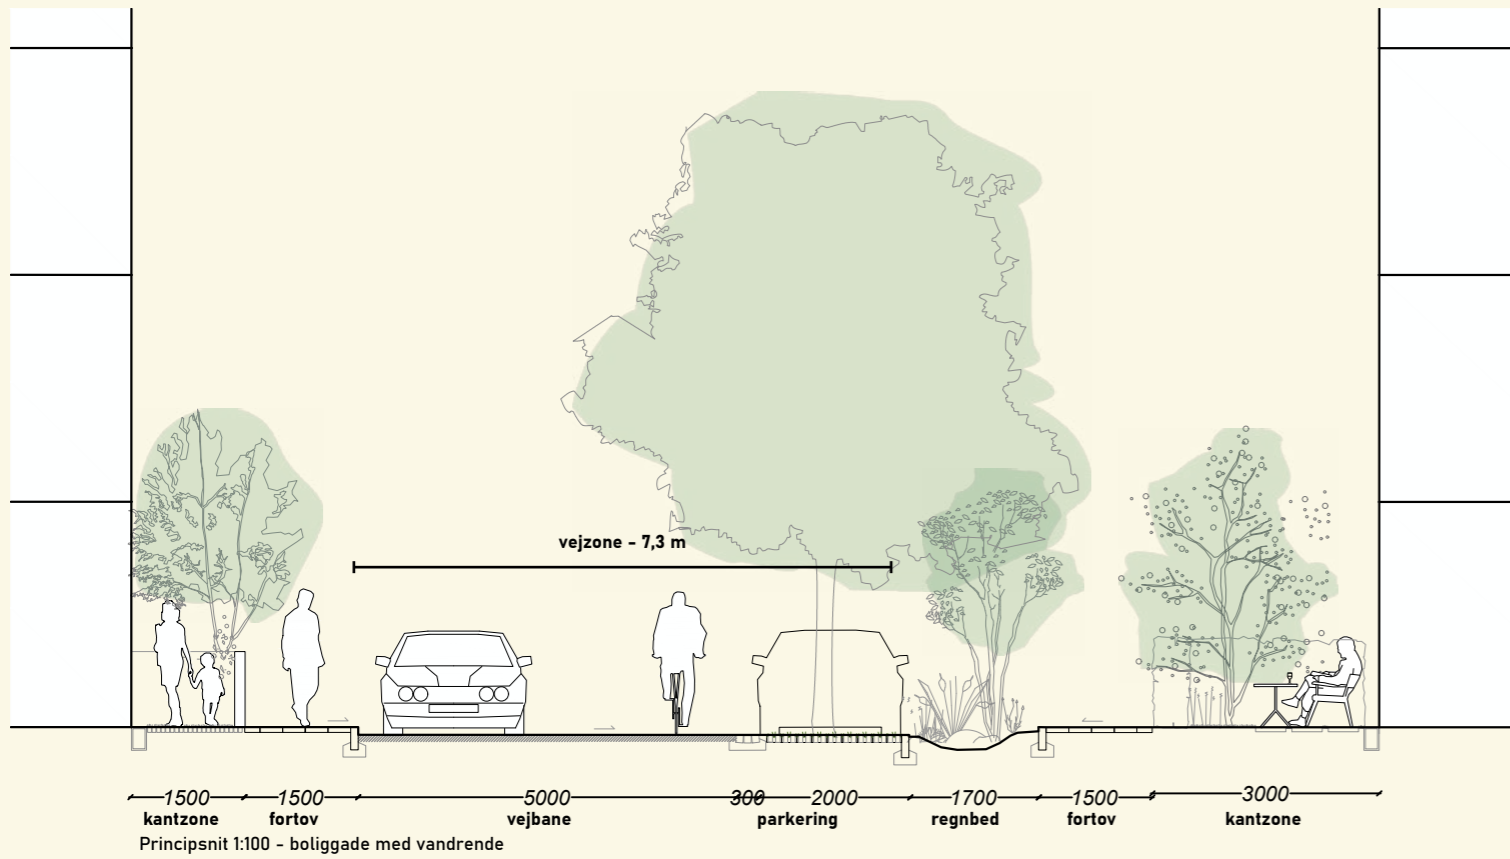 vejzone - 7,3 m
1500 1500 5000 300 2000 1700 1500 3000
kantzone fortov vejbane parkering regnbed fortov kantzone
Principsnit 1:100 - boliggade med vandrende